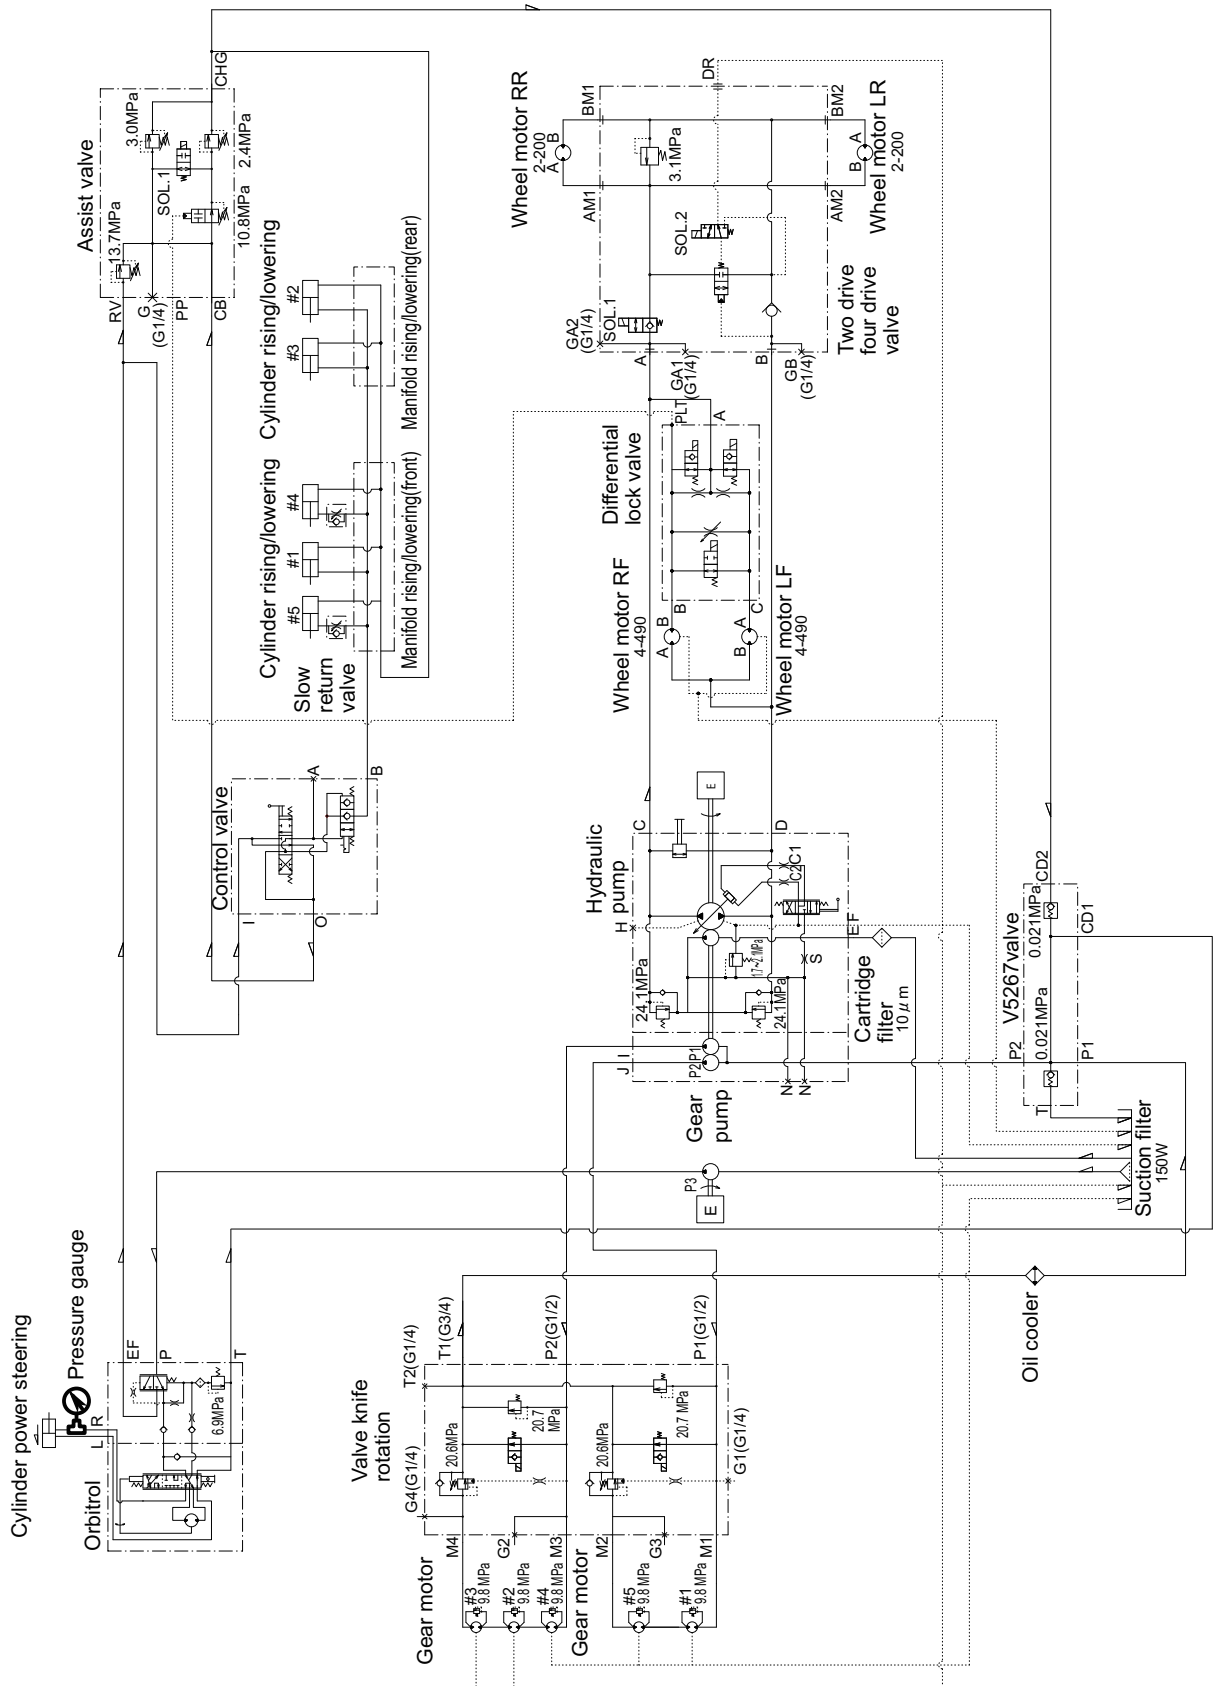 Cylinder power steering
Pressure gauge
Orbitrol
L
R
EF
P
T
6.9MPa
Assist valve
RV
13.7MPa
G
(G1/4)
PP
CB
SOL.1
3.0MPa
2.4MPa
10.8MPa
CHG
Cylinder rising/lowering
#2
#3
Manifold rising/lowering(rear)
Cylinder rising/lowering
#4
#1
#5
Manifold rising/lowering(front)
Slow
return
valve
Control valve
I
O
A
B
Wheel motor RR
2-200
A
B
BM1
AM1
DR
3.1MPa
SOL.2
BM2
AM2
Wheel motor LR
2-200
B
A
GA2
(G1/4)
SOL.1
A
GA1
(G1/4)
B
GB
(G1/4)
Two drive
four drive
valve
Differential
lock valve
PLT
A
B
C
Wheel motor RF
4-490
A
B
Wheel motor LF
4-490
B
A
Hydraulic
pump
C
H
D
E
C2
C1
E
F
S
24.1MPa
1.7~2.1MPa
24.1MPa
Cartridge
filter
10μm
Gear
pump
J
I
P2
P1
N
N
P3
E
V5267valve
0.021MPa
0.021MPa
CD2
CD1
P2
P1
T
Suction filter
150W
Oil cooler
Valve knife
rotation
T2(G1/4)
T1(G3/4)
P2(G1/2)
P1(G1/2)
G4(G1/4)
G1(G1/4)
20.6MPa
20.7
MPa
20.6MPa
20.7 MPa
M4
G2
M3
M2
G3
M1
Gear motor
#3
9.8 MPa
#2
9.8 MPa
#4
9.8 MPa
Gear motor
#5
9.8 MPa
#1
9.8 MPa